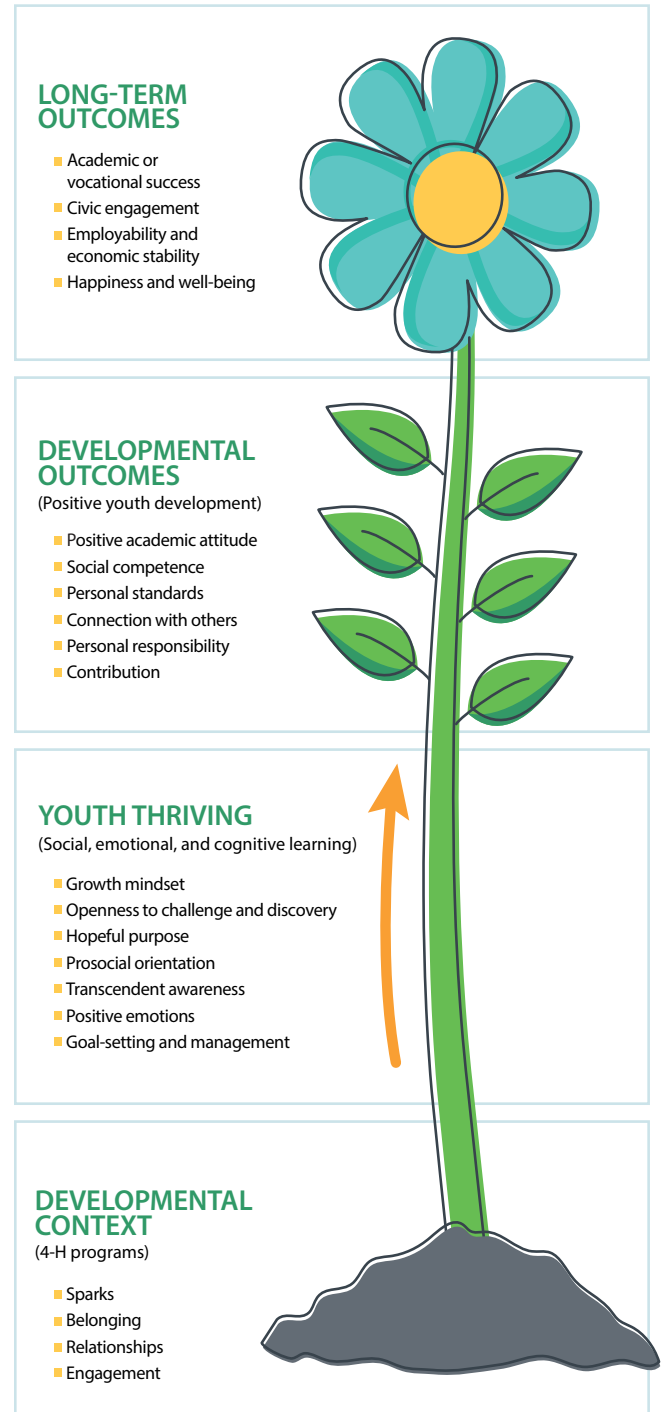 LONG-TERM
OUTCOMES
Academic or
vocational success
Civic engagement
Employability and
economic stability
Happiness and well-being
DEVELOPMENTAL
OUTCOMES
(Positive youth development)
Positive academic attitude
Social competence
Personal standards
Connection with others
Personal responsibility
Contribution
YOUTH THRIVING
(Social, emotional, and cognitive learning)
Growth mindset
Openness to challenge and discovery
Hopeful purpose
Prosocial orientation
Transcendent awareness
Positive emotions
Goal-setting and management
DEVELOPMENTAL
CONTEXT
(4-H programs)
Sparks
Belonging
Relationships
Engagement